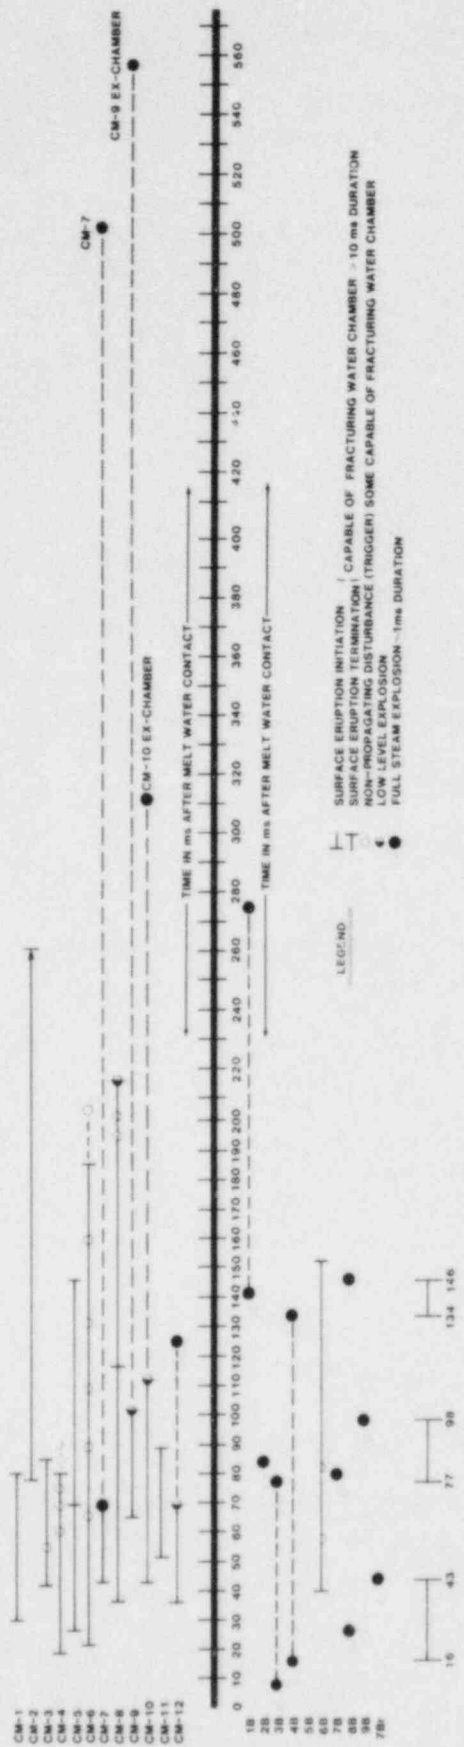 CM-1
CM-2
CM-3
CM-4
CM-5
CM-6
CM-7
CM-8
CM-9
CM-10
CM-11
CM-12
CM-7
CM-9 EX-CHAMBER
CM-10 EX-CHAMBER
TIME IN ms AFTER MELT WATER CONTACT
0 10 20 30 40 50 60 70 80 90 100 110 120 130 140 150 160 170 180 190 200 220 240 260 280 300 310 320 340 360 380 400 420 460 480 500 520 540 560
TIME IN ms AFTER MELT WATER CONTACT
1B
2B
3B
4B
5B
6B
7B
8B
9B
7Br
16 43 77 98 134 146
LEGEND
SURFACE ERUPTION INITIATION
SURFACE ERUPTION TERMINATION
CAPABLE OF FRACTURING WATER CHAMBER > 10 ms DURATION
NON-PROPAGATING DISTURBANCE (TRIGGER) SOME CAPABLE OF FRACTURING WATER CHAMBER
LOW LEVEL EXPLOSION
FULL STEAM EXPLOSION ~1ms DURATION